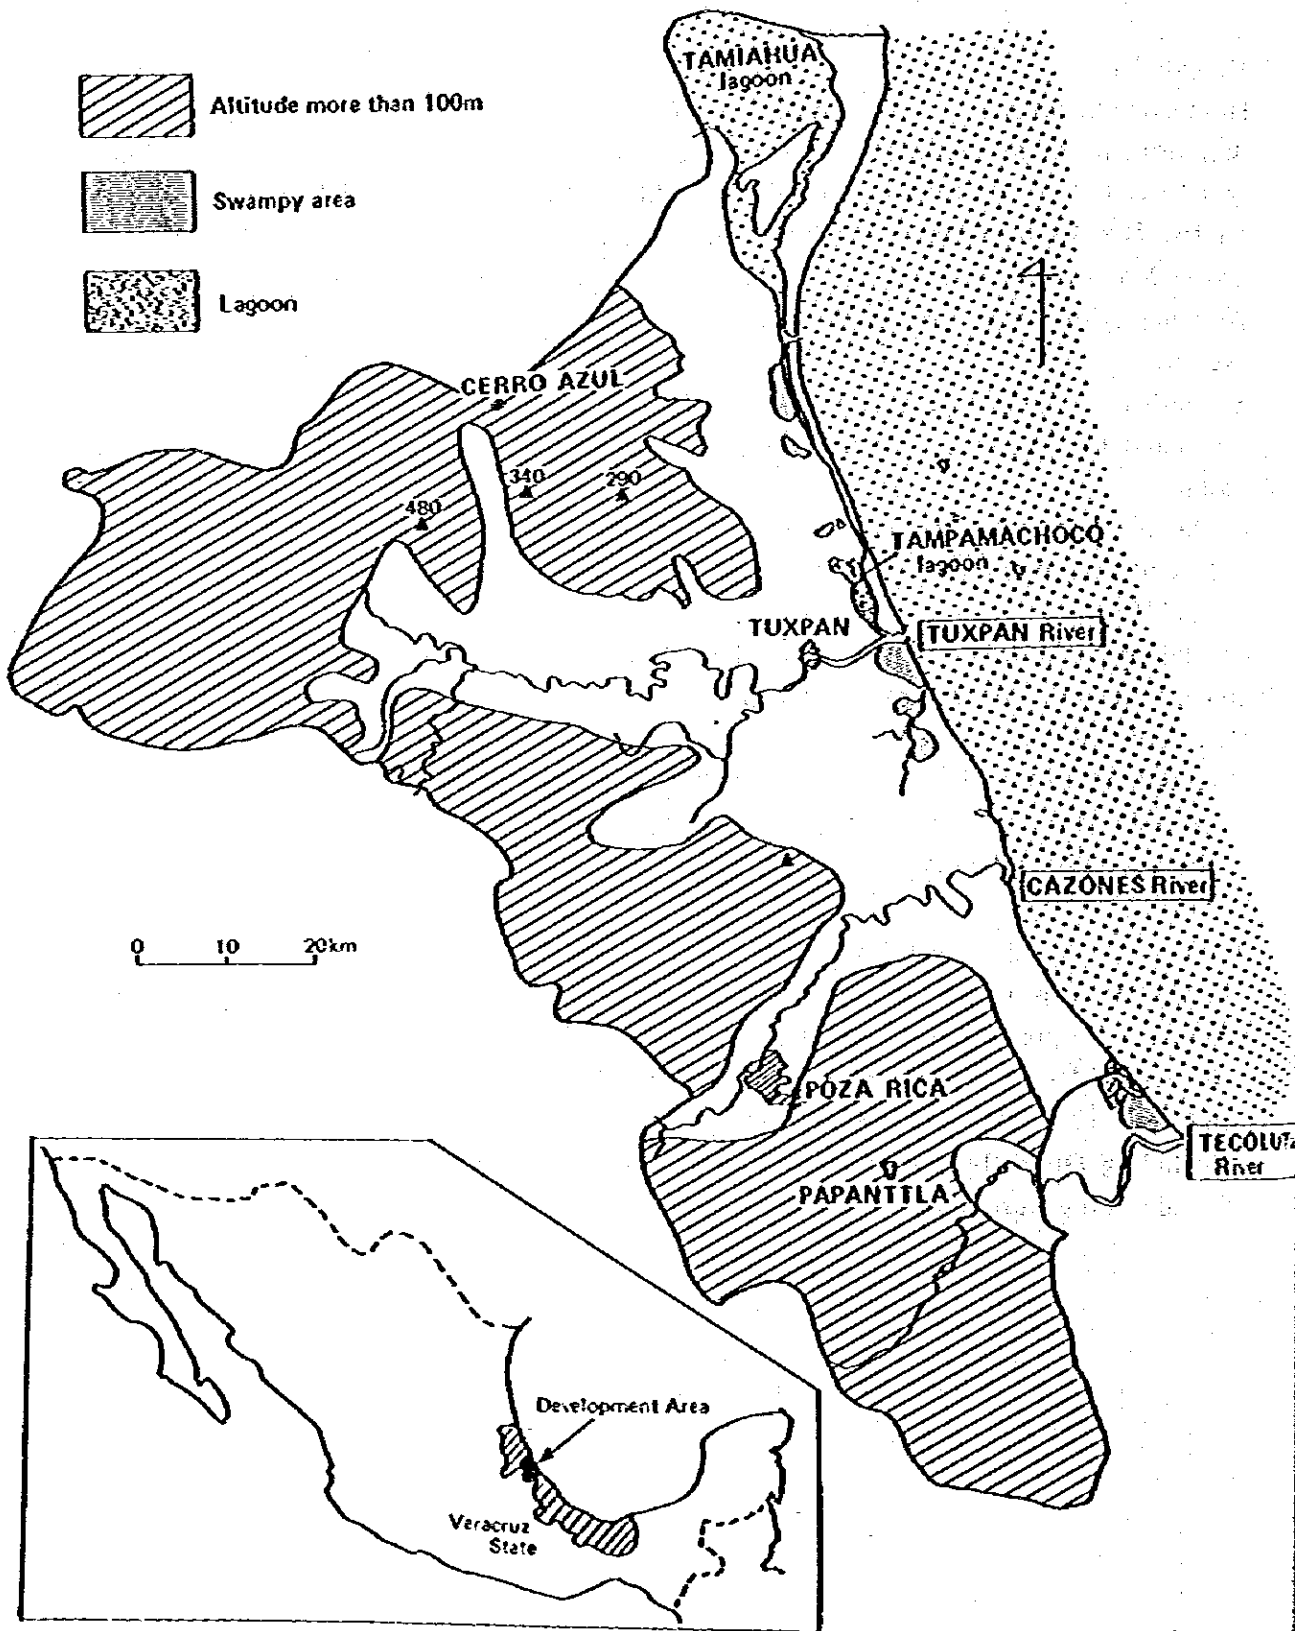 TAMIAHUA
lagoon
Altitude more than 100m
Swampy area
Lagoon
CERRO AZUL
340
290
480
TAMPAMACHOCO
lagoon
TUXPAN
TUXPAN River
CAZONES River
0 10 20km
POZA RICA
TECOLUT
River
PAPANTTLA
Development Area
Veracruz
State